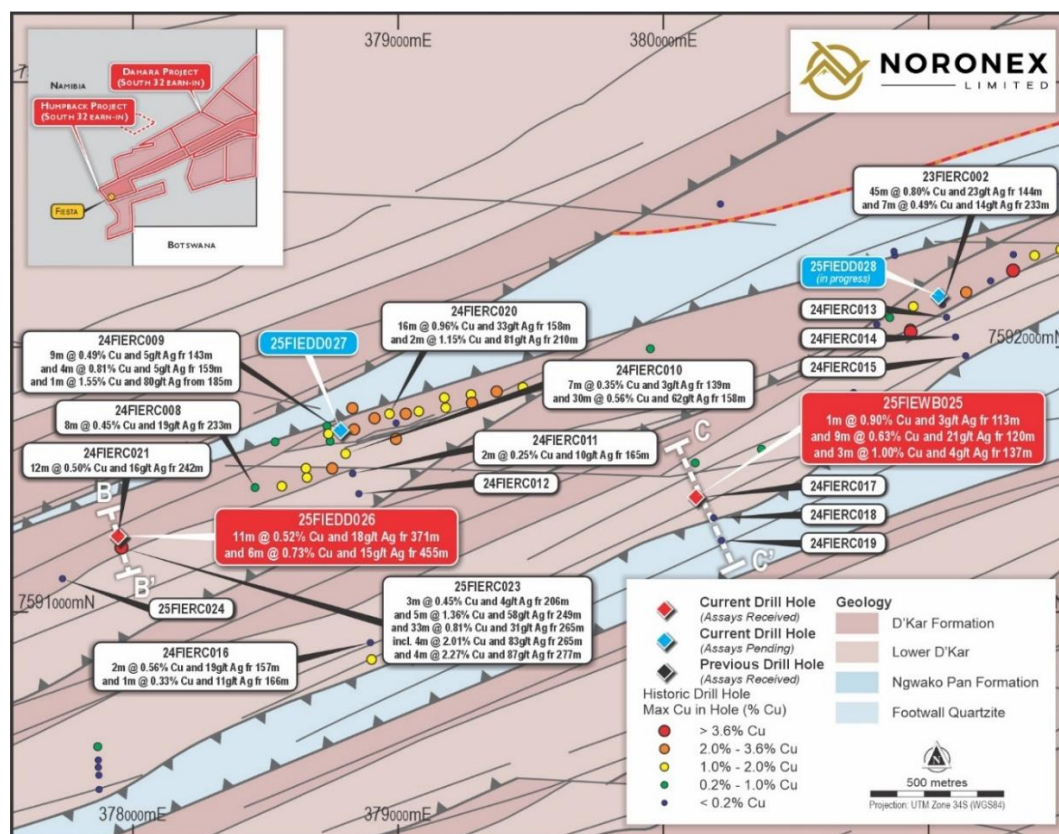 379000mE
380000mE
7
NORONEX
LIMITED
DAMARA PROJECT
(SOUTH 32 EARN-IN)
NAMIBIA
HUMPBACK PROJECT
(SOUTH 32 EARN-IN)
FIESTA
BOTSWANA
23FIERC002
45m @ 0.80% Cu and 23g/t Ag 144m
and 7m @ 0.49% Cu and 14g/t Ag fr 233m
25FIEDD028
(in progress)
24FIERC013
24FIERC014
24FIERC015
7592000mN
24FIERC020
16m @ 0.96% Cu and 33g/t Ag fr 158m
and 2m @ 1.15% Cu and 81g/t Ag fr 210m
24FIERC009
9m @ 0.49% Cu and 5g/t Ag fr 143m
and 4m @ 0.81% Cu and 5g/t Ag fr 159m
and 1m @ 1.55% Cu and 80g/t Ag from 185m
25FIEDD027
24FIERC010
7m @ 0.35% Cu and 3g/t Ag fr 139m
and 30m @ 0.56% Cu and 62g/t Ag fr 158m
24FIERC008
8m @ 0.45% Cu and 19g/t Ag fr 233m
24FIERC011
2m @ 0.25% Cu and 10g/t Ag fr 165m
24FIERC021
12m @ 0.50% Cu and 16g/t Ag fr 242m
24FIERC012
25FIEWB025
1m @ 0.90% Cu and 3g/t Ag fr 113m
and 9m @ 0.63% Cu and 21g/t Ag fr 120m
and 3m @ 1.00% Cu and 4g/t Ag fr 137m
C
24FIERC017
24FIERC018
24FIERC019
C'
B
B'
25FIEDD026
11m @ 0.52% Cu and 18g/t Ag fr 371m
and 6m @ 0.73% Cu and 15g/t Ag fr 455m
25FIERC023
3m @ 0.45% Cu and 4g/t Ag fr 206m
and 5m @ 1.36% Cu and 58g/t Ag fr 249m
and 33m @ 0.81% Cu and 31g/t Ag fr 265m
incl. 4m @ 2.01% Cu and 83g/t Ag fr 265m
and 4m @ 2.27% Cu and 87g/t Ag fr 277m
7591000mN
25FIERC024
24FIERC016
2m @ 0.56% Cu and 19g/t Ag fr 157m
and 1m @ 0.33% Cu and 11g/t Ag fr 166m
Current Drill Hole
(Assays Received)
Current Drill Hole
(Assays Pending)
Previous Drill Hole
(Assays Received)
Historic Drill Hole
Max Cu in Hole (% Cu)
> 3.6% Cu
2.0% - 3.6% Cu
1.0% - 2.0% Cu
0.2% - 1.0% Cu
< 0.2% Cu
Geology
D'Kar Formation
Lower D'Kar
Ngwako Pan Formation
Footwall Quartzite
N
500 metres
Projection: UTM Zone 34S (WGS84)
378000mE
379000mE